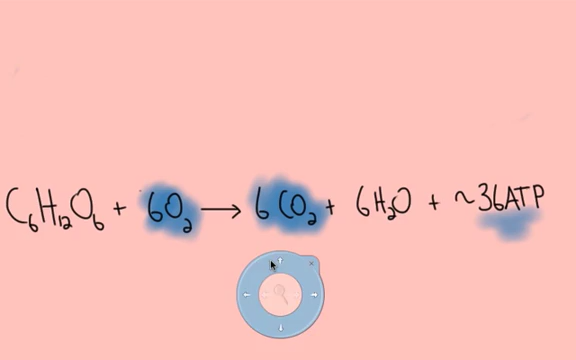 C₆H₁₂O₆ + 6O₂ → 6CO₂ + 6H₂O + ~36ATP